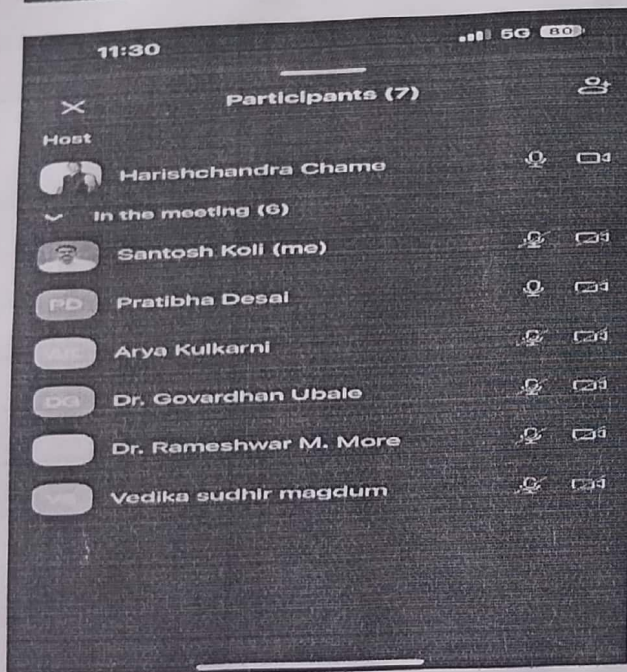 11:30 5G 80
Participants (7)
Host
Harishchandra Chame
In the meeting (6)
Santosh Koli (me)
PD Pratibha Desai
Arya Kulkarni
DG Dr. Govardhan Ubale
Dr. Rameshwar M. More
Vedika sudhir magdum